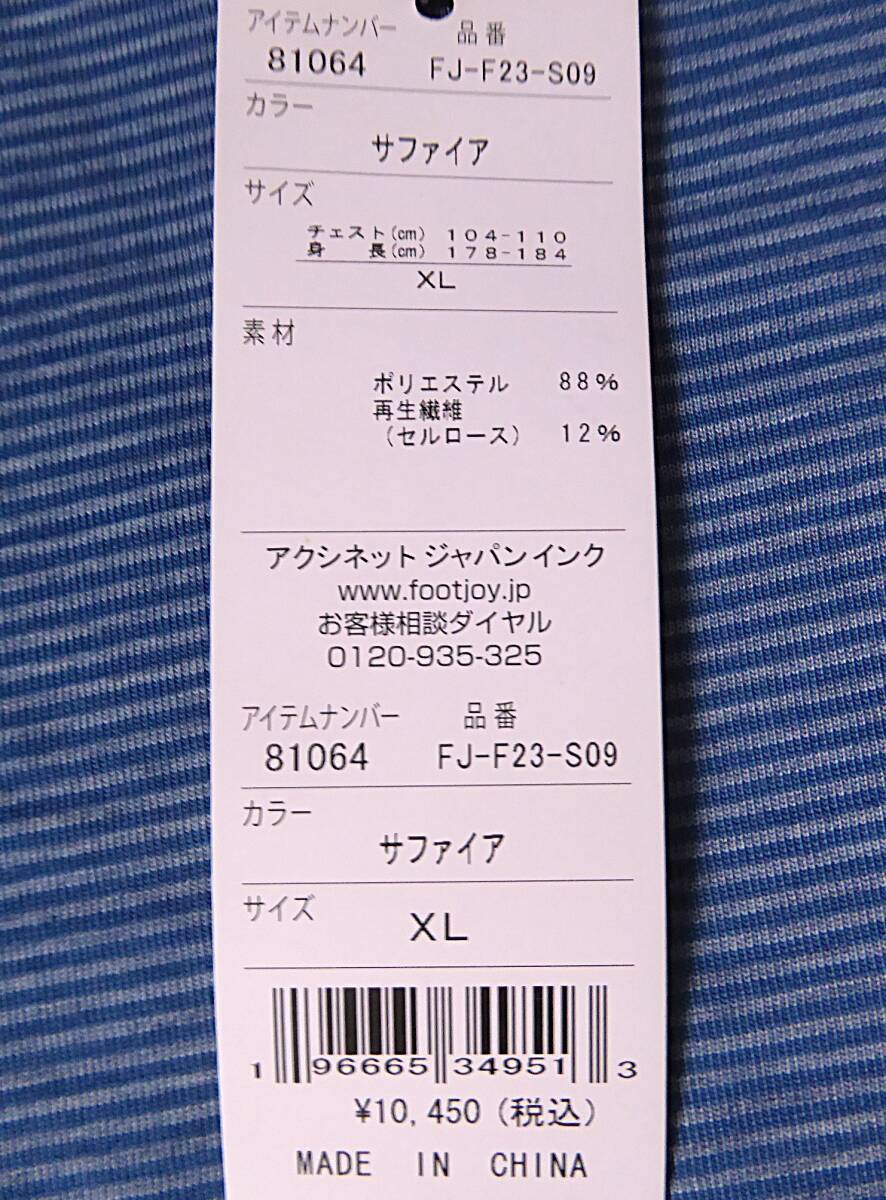 アイテムナンバー 品番
81064 FJ-F23-S09
カラー
サファイア
サイズ
チェスト(cm) 104-110
身長(cm) 178-184
XL
素材
ポリエステル 88%
再生繊維
(セルロース) 12%
アクシネット ジャパン インク
www.footjoy.jp
お客様相談ダイヤル
0120-935-325
アイテムナンバー 品番
81064 FJ-F23-S09
カラー
サファイア
サイズ
XL
1 96665 34951 3
¥10,450(税込)
MADE IN CHINA